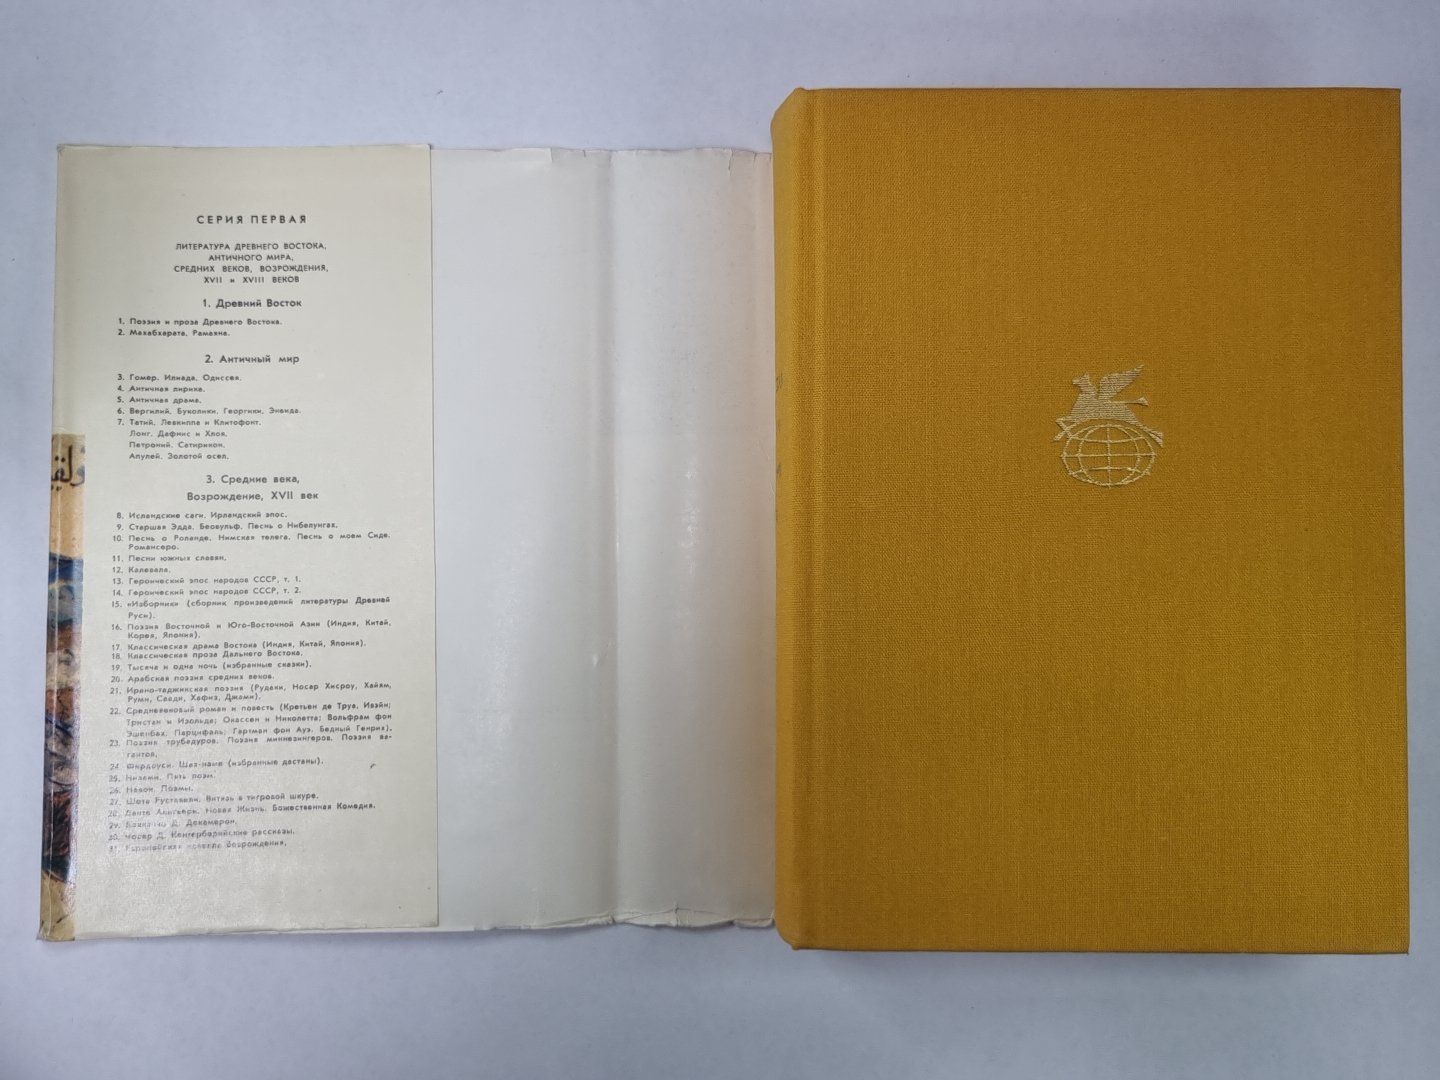 СЕРИЯ ПЕРВАЯ
ЛИТЕРАТУРА ДРЕВНЕГО ВОСТОКА,
АНТИЧНОГО МИРА,
СРЕДНИХ ВЕКОВ, ВОЗРОЖДЕНИЯ,
XVII и XVIII ВЕКОВ
1. Древний Восток
1. Поэзия и проза Древнего Востока.
2. Махабхарата, Рамаяна.
2. Античный мир
3. Гомер. Илиада, Одиссея.
4. Античная лирика.
5. Античная драма.
6. Вергилий. Буколики, Георгики, Энеида.
7. Татий. Левкиппа и Клитофонт.
Лонг. Дафнис и Хлоя.
Петроний. Сатирикон.
Апулей. Золотой осел.
3. Средние века,
Возрождение, XVII век
8. Исландские саги. Ирландский эпос.
9. Старшая Эдда. Беовульф. Песнь о Нибелунгах.
10. Песнь о Роланде. Нимская телега. Песнь о моем Сиде.
Романсеро.
11. Песни южных славян.
12. Калевала.
13. Героический эпос народов СССР, т. 1.
14. Героический эпос народов СССР, т. 2.
15. «Изборник» (сборник произведений литературы Древней
Руси).
16. Поэзия Восточной и Юго-Восточной Азии (Индия, Китай,
Корея, Япония).
17. Классическая драма Востока (Индия, Китай, Япония).
18. Классическая проза Дальнего Востока.
19. Тысяча и одна ночь (избранные сказки).
20. Арабская поэзия средних веков.
21. Ирано-таджикская поэзия (Рудаки, Носир Хисроу, Хайям,
Руми, Саади, Хафиз, Джами).
22. Средневековый роман и повесть (Кретьен де Труа. Ивэйн;
Тристан и Изольда; Окассен и Николетта; Вольфрам фон
Эшенбах. Парцифаль; Гартман фон Ауэ. Бедный Генрих).
23. Поэзия трубадуров. Поэзия миннезингеров. Поэзия ва-
гантов.
24. Фирдоуси. Шах-наме (избранные дастаны).
25. Низами. Пять поэм.
26. Навои. Поэмы.
27. Шота Руставели. Витязь в тигровой шкуре.
28. Данте Алигьери. Новая Жизнь. Божественная Комедия.
29. Боккаччо Д. Декамерон.
30. Чосер Д. Кентерберийские рассказы.
31. Европейская новелла Возрождения.